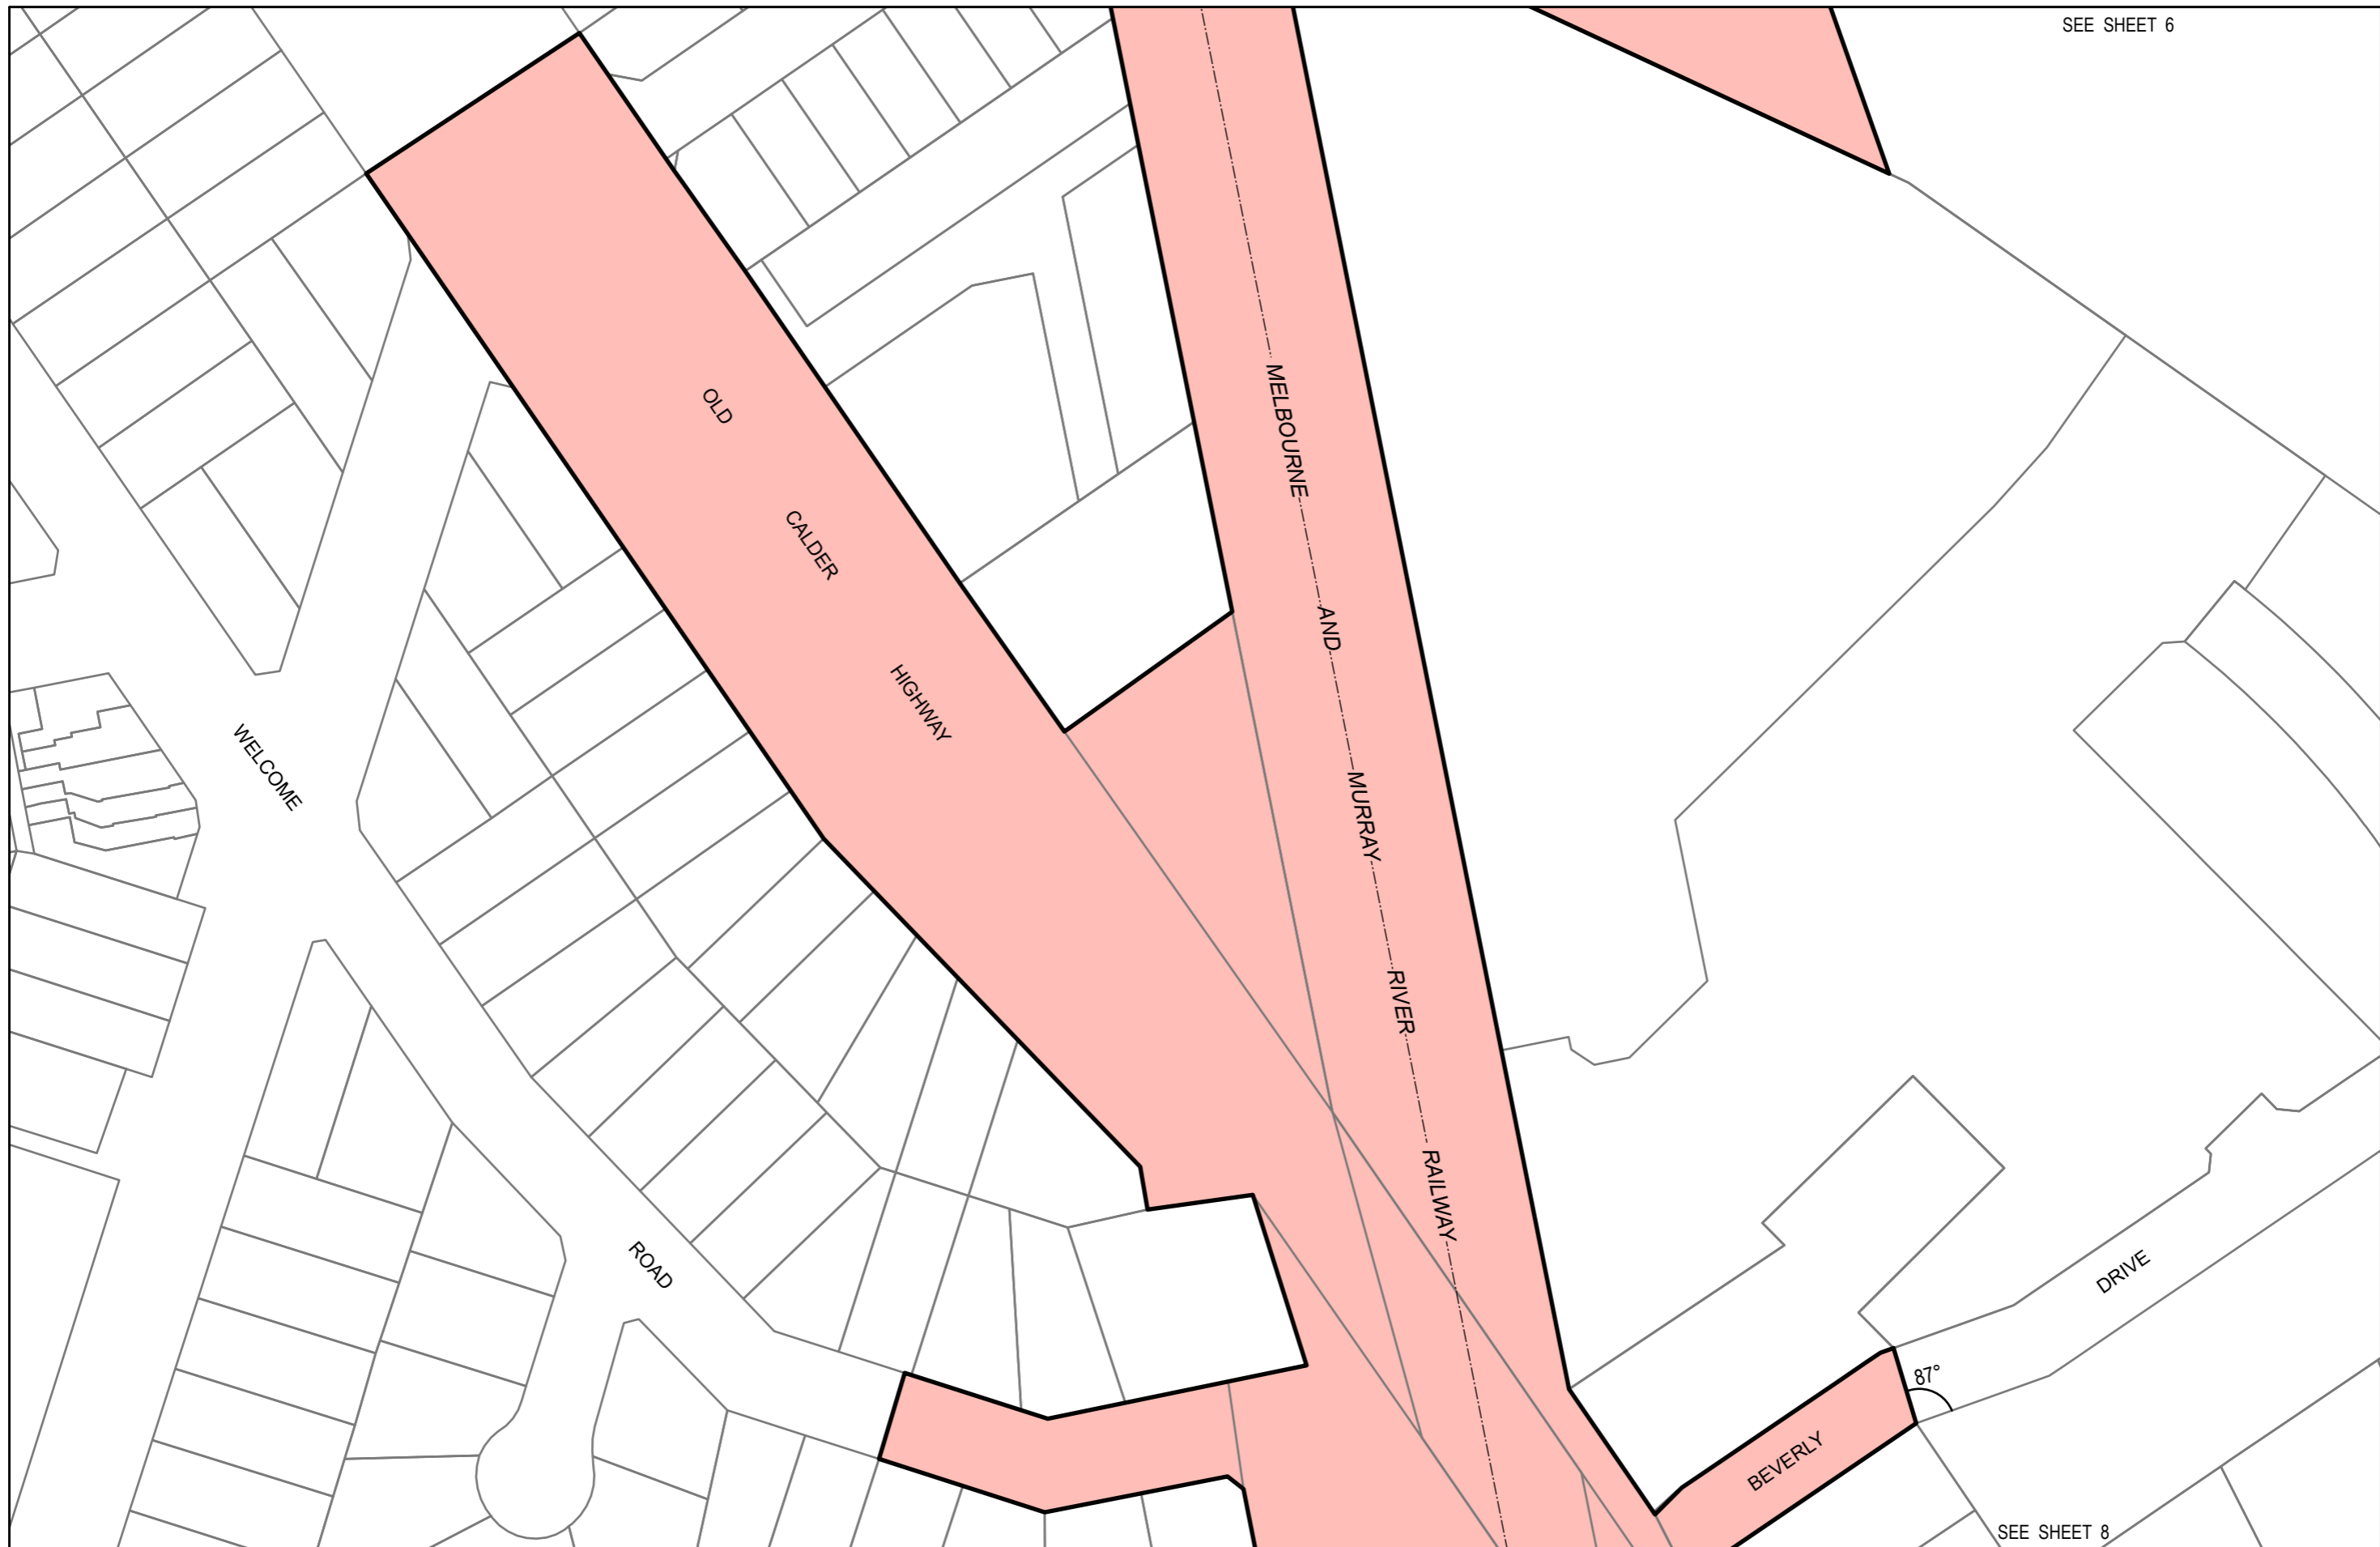 SEE SHEET 6
OLD
CALDER
HIGHWAY
MELBOURNE
AND
MURRAY
RIVER
RAILWAY
WELCOME
ROAD
DRIVE
87°
BEVERLY
SEE SHEET 8